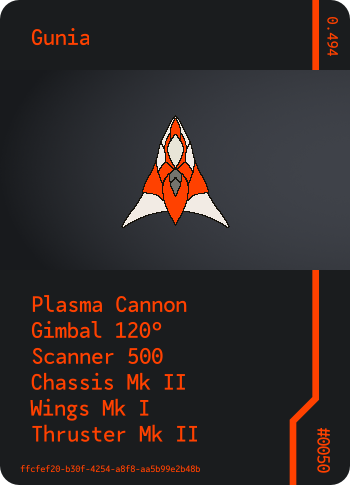 Gunia
0.494
Plasma Cannon
Gimbal 120°
Scanner 500
Chassis Mk II
Wings Mk I
Thruster Mk II
ffcfef20-b30f-4254-a8f8-aa5b99e2b48b
#0050